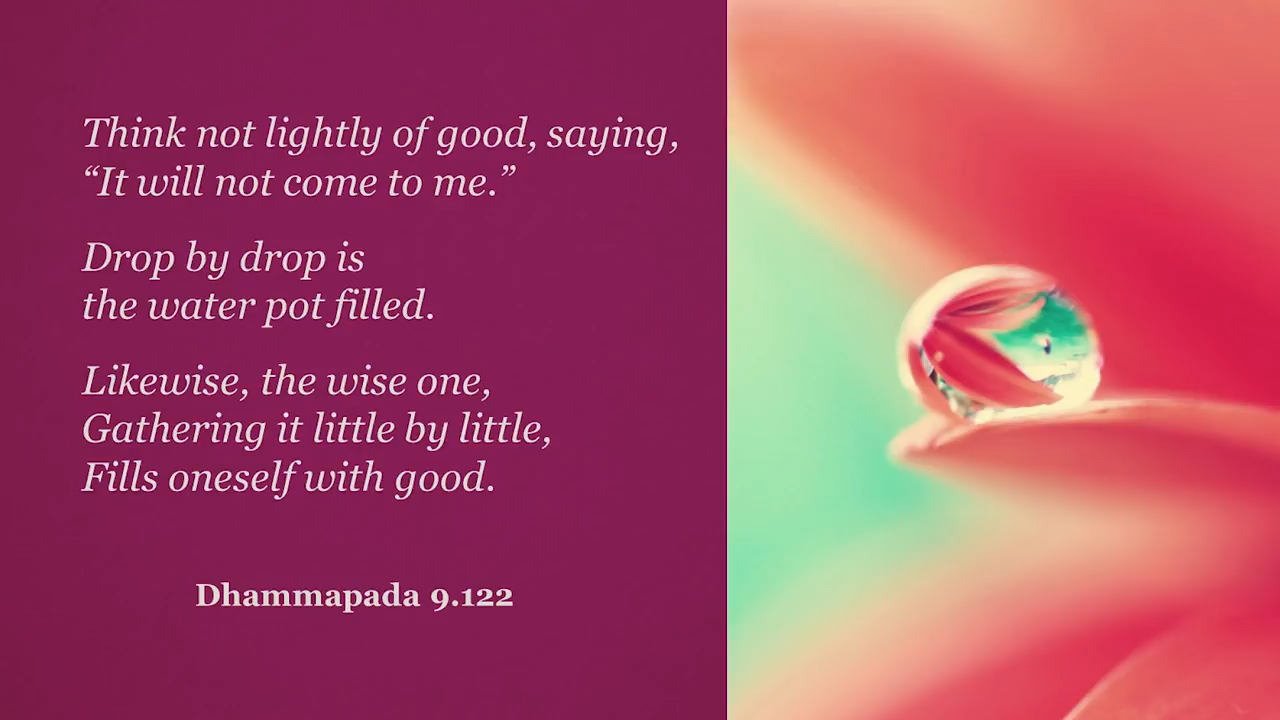 Think not lightly of good, saying,
“It will not come to me.”
Drop by drop is
the water pot filled.
Likewise, the wise one,
Gathering it little by little,
Fills oneself with good.
Dhammapada 9.122